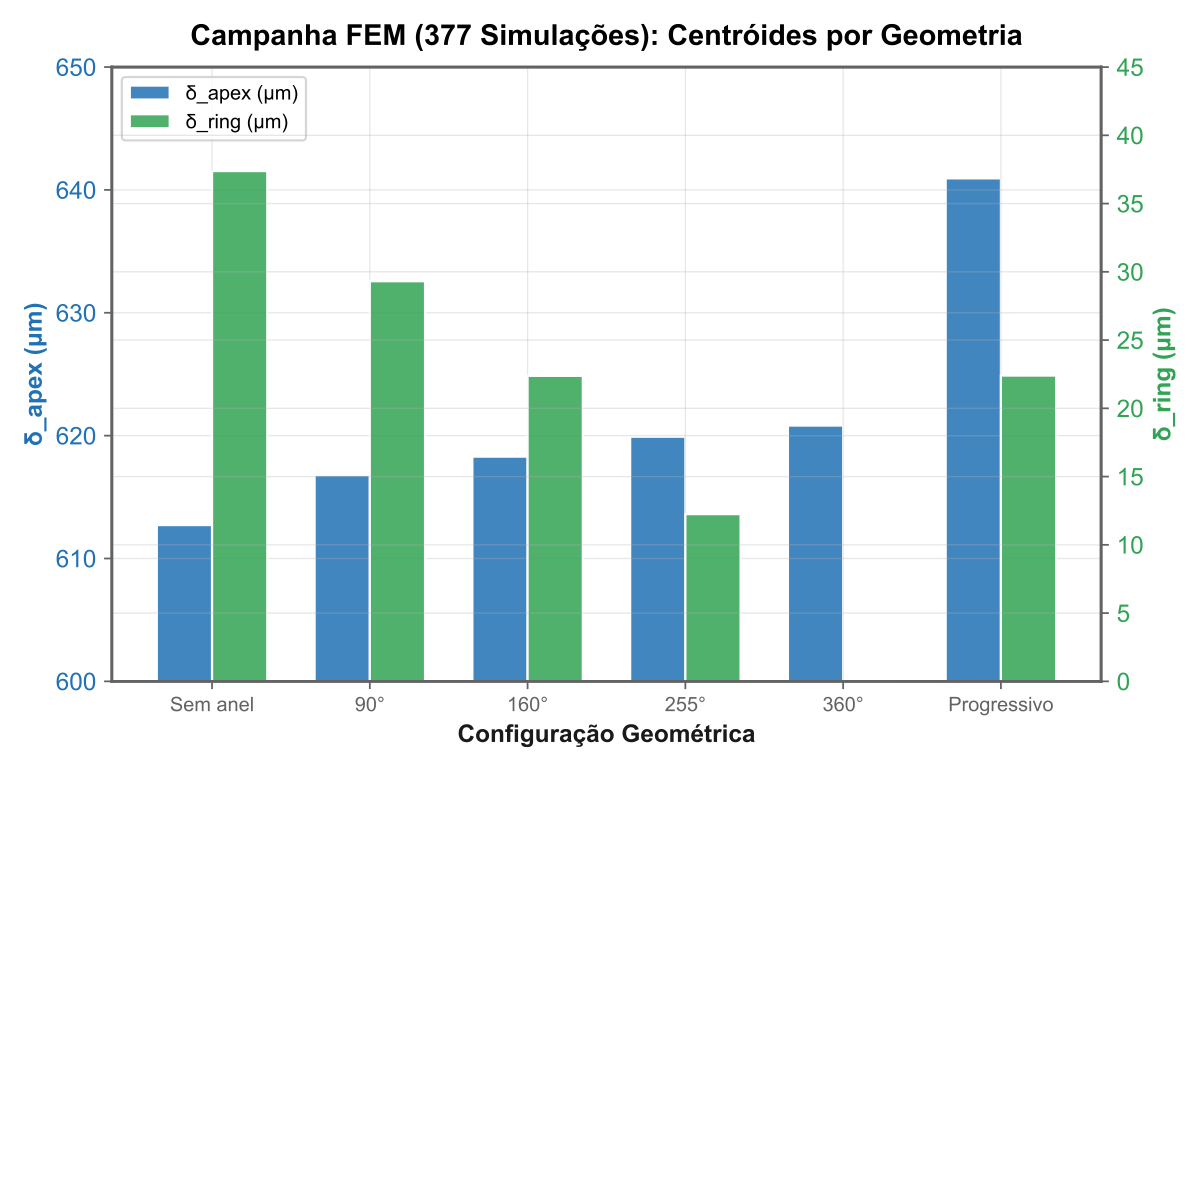 Campanha FEM (377 Simulações): Centróides por Geometria
δ_apex (µm)
δ_ring (µm)
650
640
630
620
610
600
δ_apex (µm)
45
40
35
30
25
20
15
10
5
0
δ_ring (µm)
Sem anel 90° 160° 255° 360° Progressivo
Configuração Geométrica